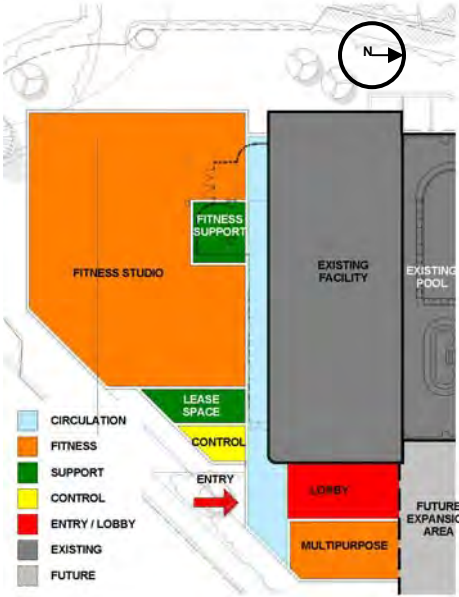 N
FITNESS
SUPPORT
FITNESS STUDIO
EXISTING
FACILITY
EXISTING
POOL
LEASE
SPACE
CONTROL
ENTRY
LOBBY
MULTIPURPOSE
FUTURE
EXPANSIO
AREA
CIRCULATION
FITNESS
SUPPORT
CONTROL
ENTRY / LOBBY
EXISTING
FUTURE